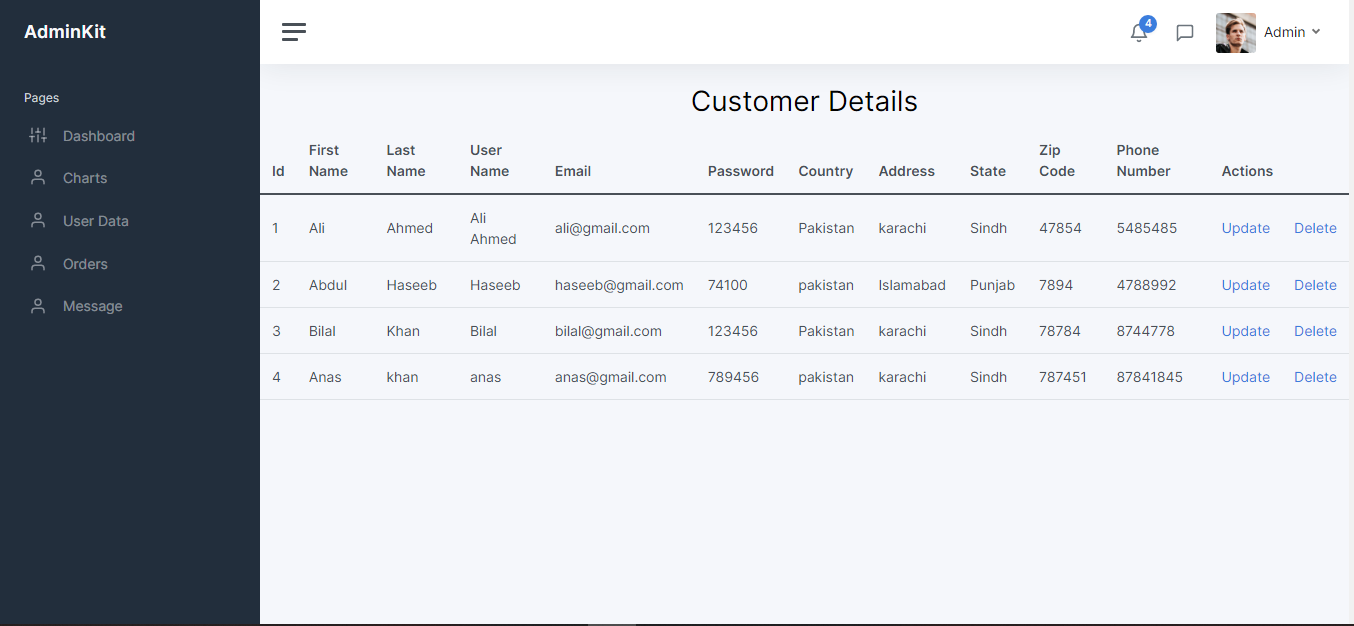 AdminKit
4
Admin
Pages
Dashboard
Charts
User Data
Orders
Message
Customer Details
Id First Name Last Name User Name Email Password Country Address State Zip Code Phone Number Actions
1 Ali Ahmed Ali Ahmed ali@gmail.com 123456 Pakistan karachi Sindh 47854 5485485 Update Delete
2 Abdul Haseeb Haseeb haseeb@gmail.com 74100 pakistan Islamabad Punjab 7894 4788992 Update Delete
3 Bilal Khan Bilal bilal@gmail.com 123456 Pakistan karachi Sindh 78784 8744778 Update Delete
4 Anas khan anas anas@gmail.com 789456 pakistan karachi Sindh 787451 87841845 Update Delete